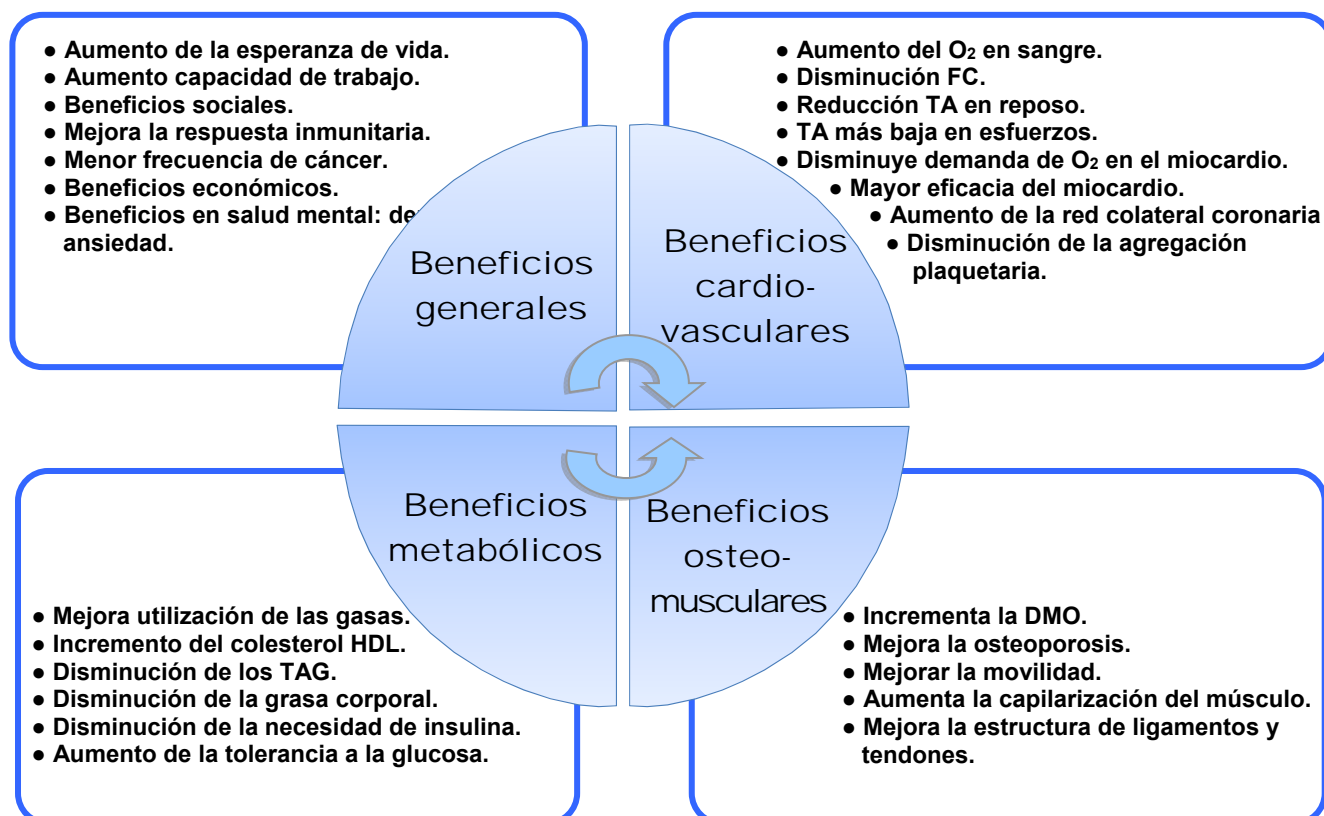 ● Aumento de la esperanza de vida.
● Aumento capacidad de trabajo.
● Beneficios sociales.
● Mejora la respuesta inmunitaria.
● Menor frecuencia de cáncer.
● Beneficios económicos.
● Beneficios en salud mental:
ansiedad.
Beneficios
generales
● Aumento del O₂ en sangre.
● Disminución FC.
● Reducción TA en reposo.
● TA más baja en esfuerzos.
● Disminuye demanda de O₂ en el miocardio.
● Mayor eficacia del miocardio.
● Aumento de la red colateral coronaria
● Disminución de la agregación
plaquetaria.
Beneficios
cardio-
vasculares
Beneficios
metabólicos
● Mejora utilización de las gasas.
● Incremento del colesterol HDL.
● Disminución de los TAG.
● Disminución de la grasa corporal.
● Disminución de la necesidad de insulina.
● Aumento de la tolerancia a la glucosa.
Beneficios
osteo-
musculares
● Incrementa la DMO.
● Mejora la osteoporosis.
● Mejorar la movilidad.
● Aumenta la capilarización del músculo.
● Mejora la estructura de ligamentos y
tendones.